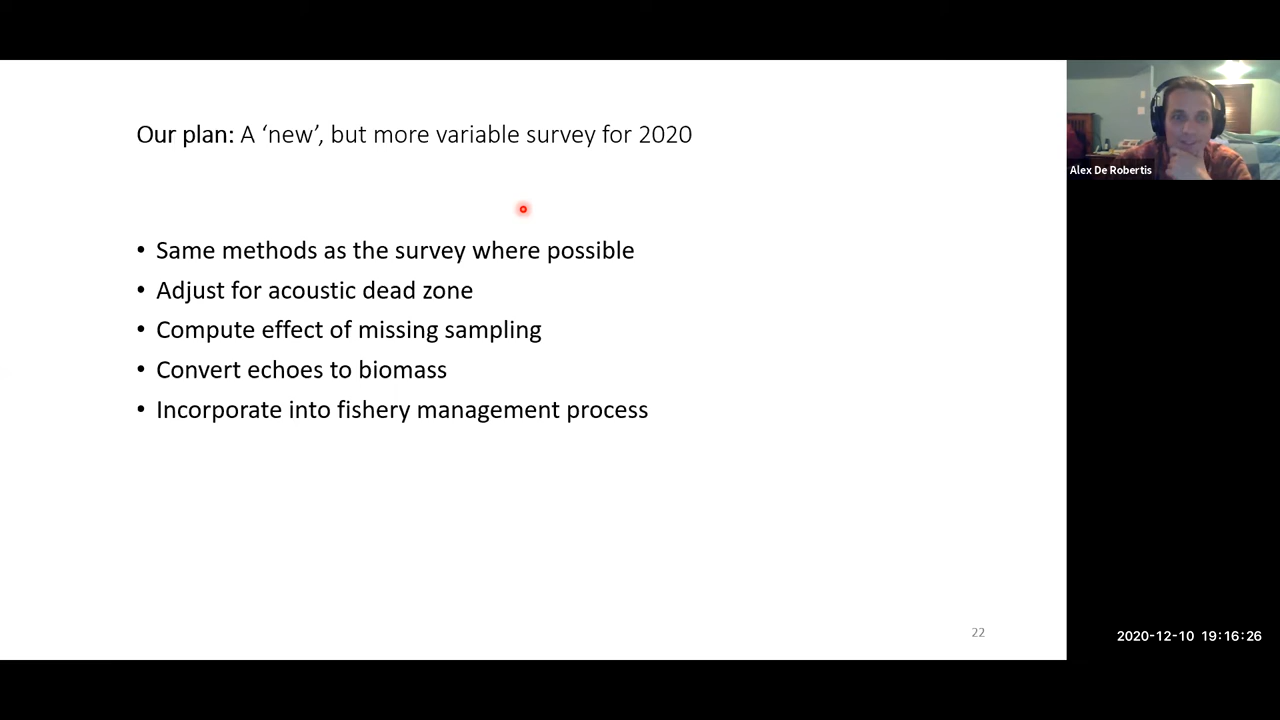 Our plan: A ‘new’, but more variable survey for 2020
• Same methods as the survey where possible
• Adjust for acoustic dead zone
• Compute effect of missing sampling
• Convert echoes to biomass
• Incorporate into fishery management process
22
Alex De Robertis
2020-12-10 19:16:26